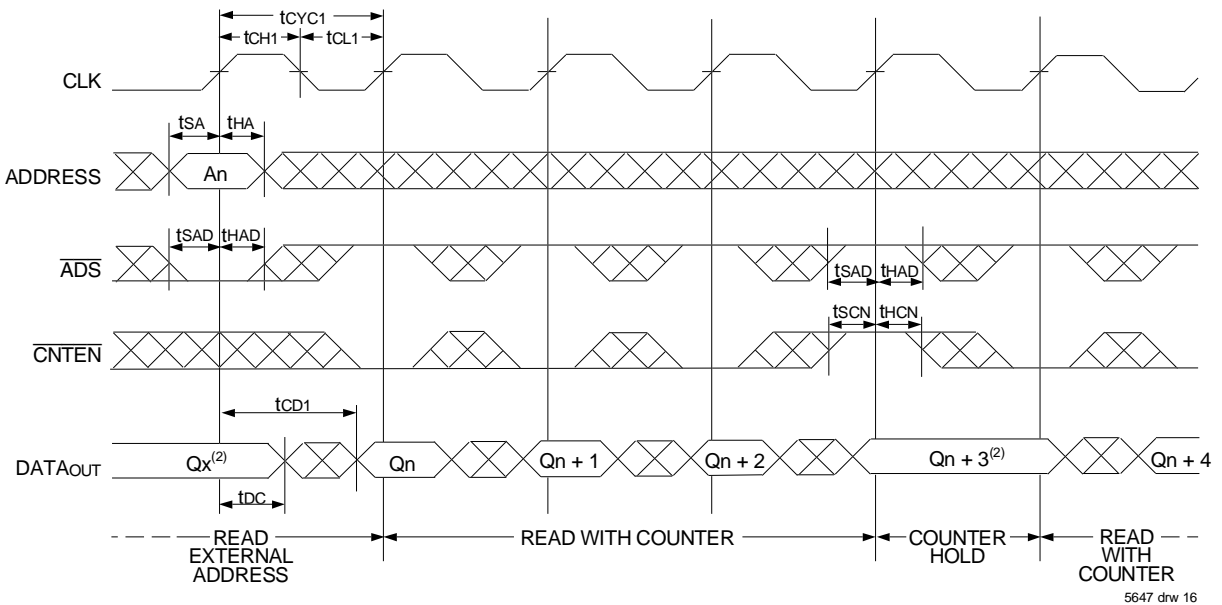 tCYC1
tCH1 tCL1
CLK
tSA tHA
ADDRESS An
tSAD tHAD
ADS
tSAD tHAD
tSCN tHCN
CNTEN
tCD1
DATAOUT Qx(2) Qn Qn + 1 Qn + 2 Qn + 3(2) Qn + 4
tDC
READ EXTERNAL ADDRESS
READ WITH COUNTER
COUNTER HOLD
READ WITH COUNTER
5647 drw 16